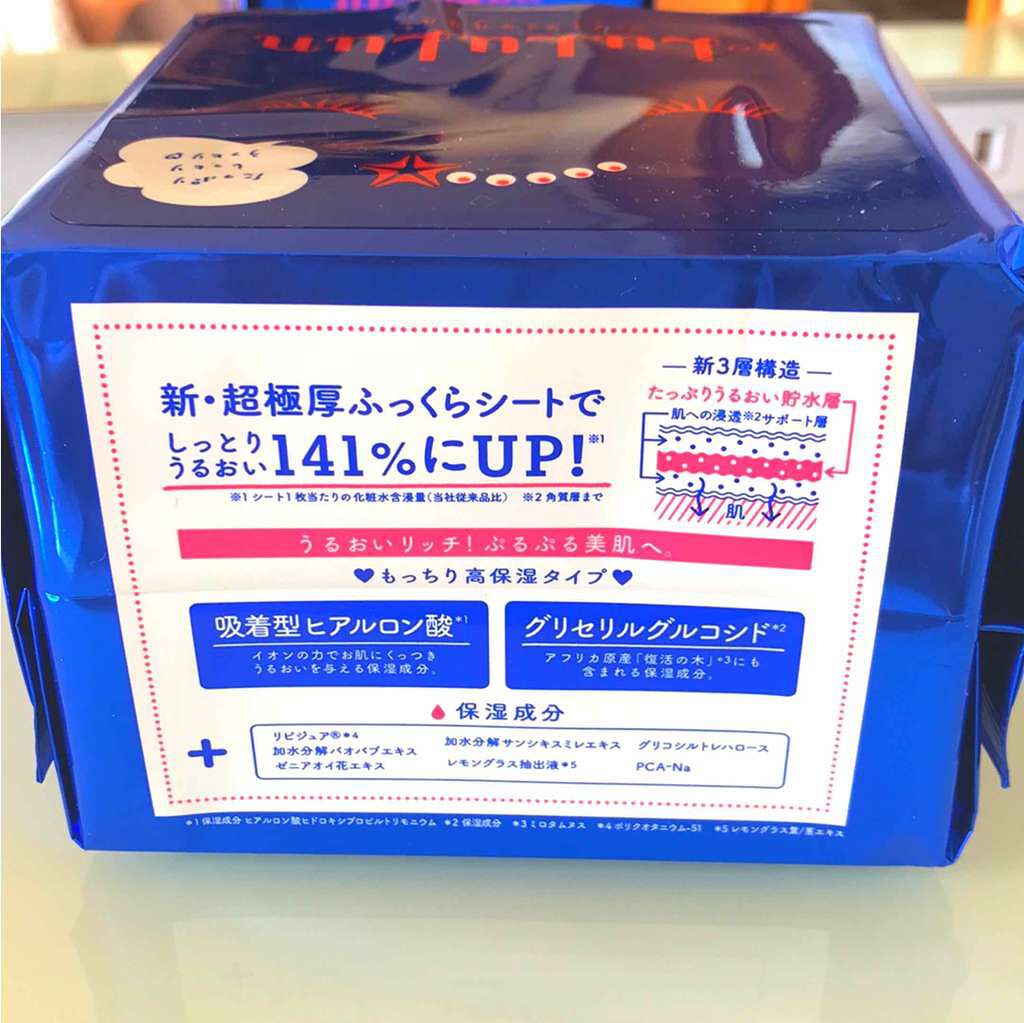 LuLuLun
たっぷり
しっとり
うっとり
新・超極厚ふっくらシートで
しっとり
うるおい141%にUP!※1
※1 シート1枚当たりの化粧水含浸量(当社従来品比) ※2 角質層まで
新3層構造
たっぷりうるおい貯水層
肌への浸透※2サポート層
肌
うるおいリッチ!ぷるぷる美肌へ。
♥もっちり高保湿タイプ♥
吸着型ヒアルロン酸*1
イオンの力でお肌にくっつき
うるおいを与える保湿成分。
グリセリルグルコシド*2
アフリカ原産「復活の木」*3にも
含まれる保湿成分。
保湿成分
+
リピジュア®*4
加水分解バオバブエキス
ゼニアオイ花エキス
加水分解サンシキスミレエキス
レモングラス抽出液*5
グリコシルトレハロース
PCA-Na
*1 保湿成分 ヒアルロン酸ヒドロキシプロピルトリモニウム *2 保湿成分 *3 ミロタムヌス *4 ポリクオタニウム-51 *5 レモングラス葉/茎エキス